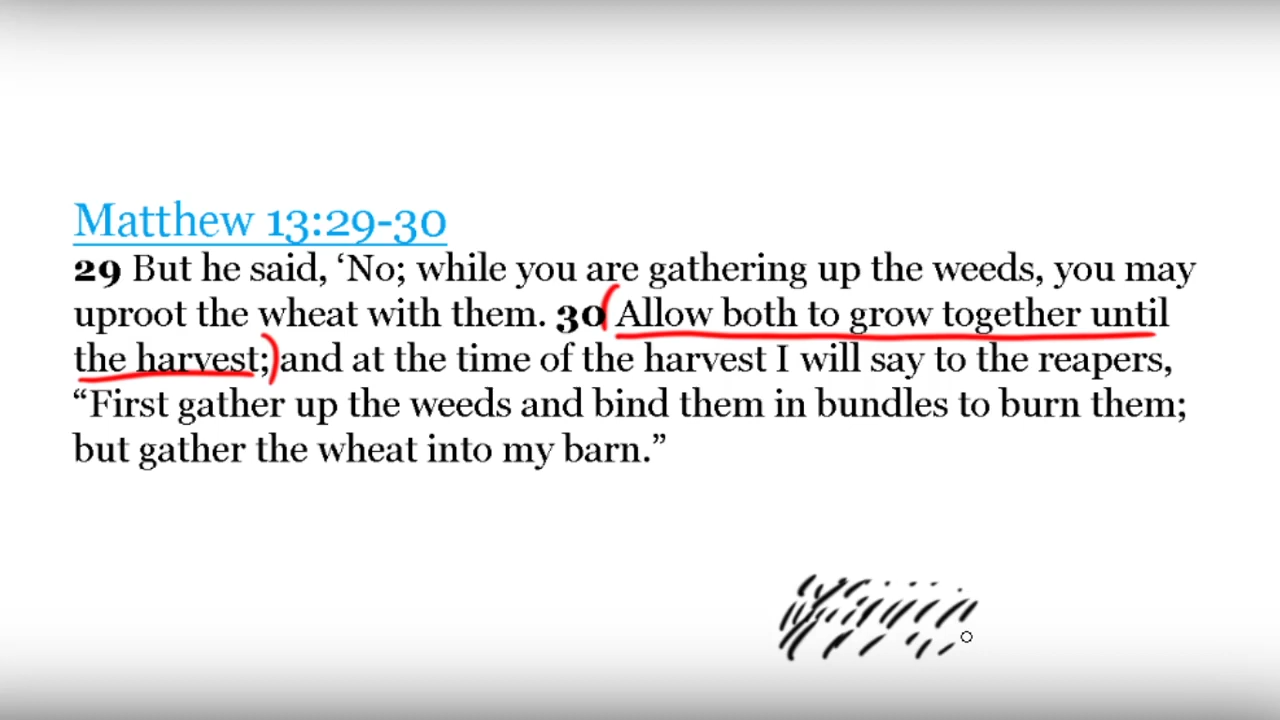 Matthew 13:29-30
29 But he said, ‘No; while you are gathering up the weeds, you may
uproot the wheat with them. 30 Allow both to grow together until
the harvest; and at the time of the harvest I will say to the reapers,
“First gather up the weeds and bind them in bundles to burn them;
but gather the wheat into my barn.”